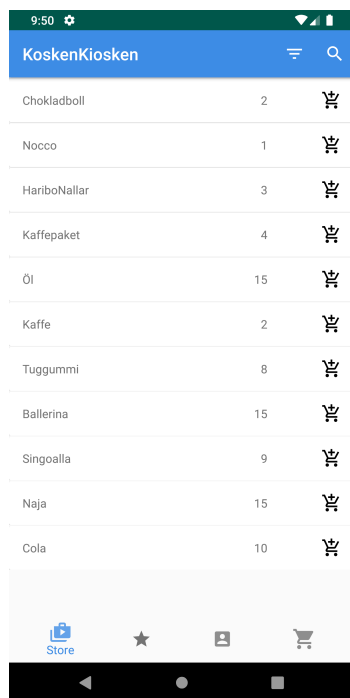 9:50
KoskenKiosken
Chokladboll 2
Nocco 1
HariboNallar 3
Kaffepaket 4
Öl 15
Kaffe 2
Tuggummi 8
Ballerina 15
Singoalla 9
Naja 15
Cola 10
Store